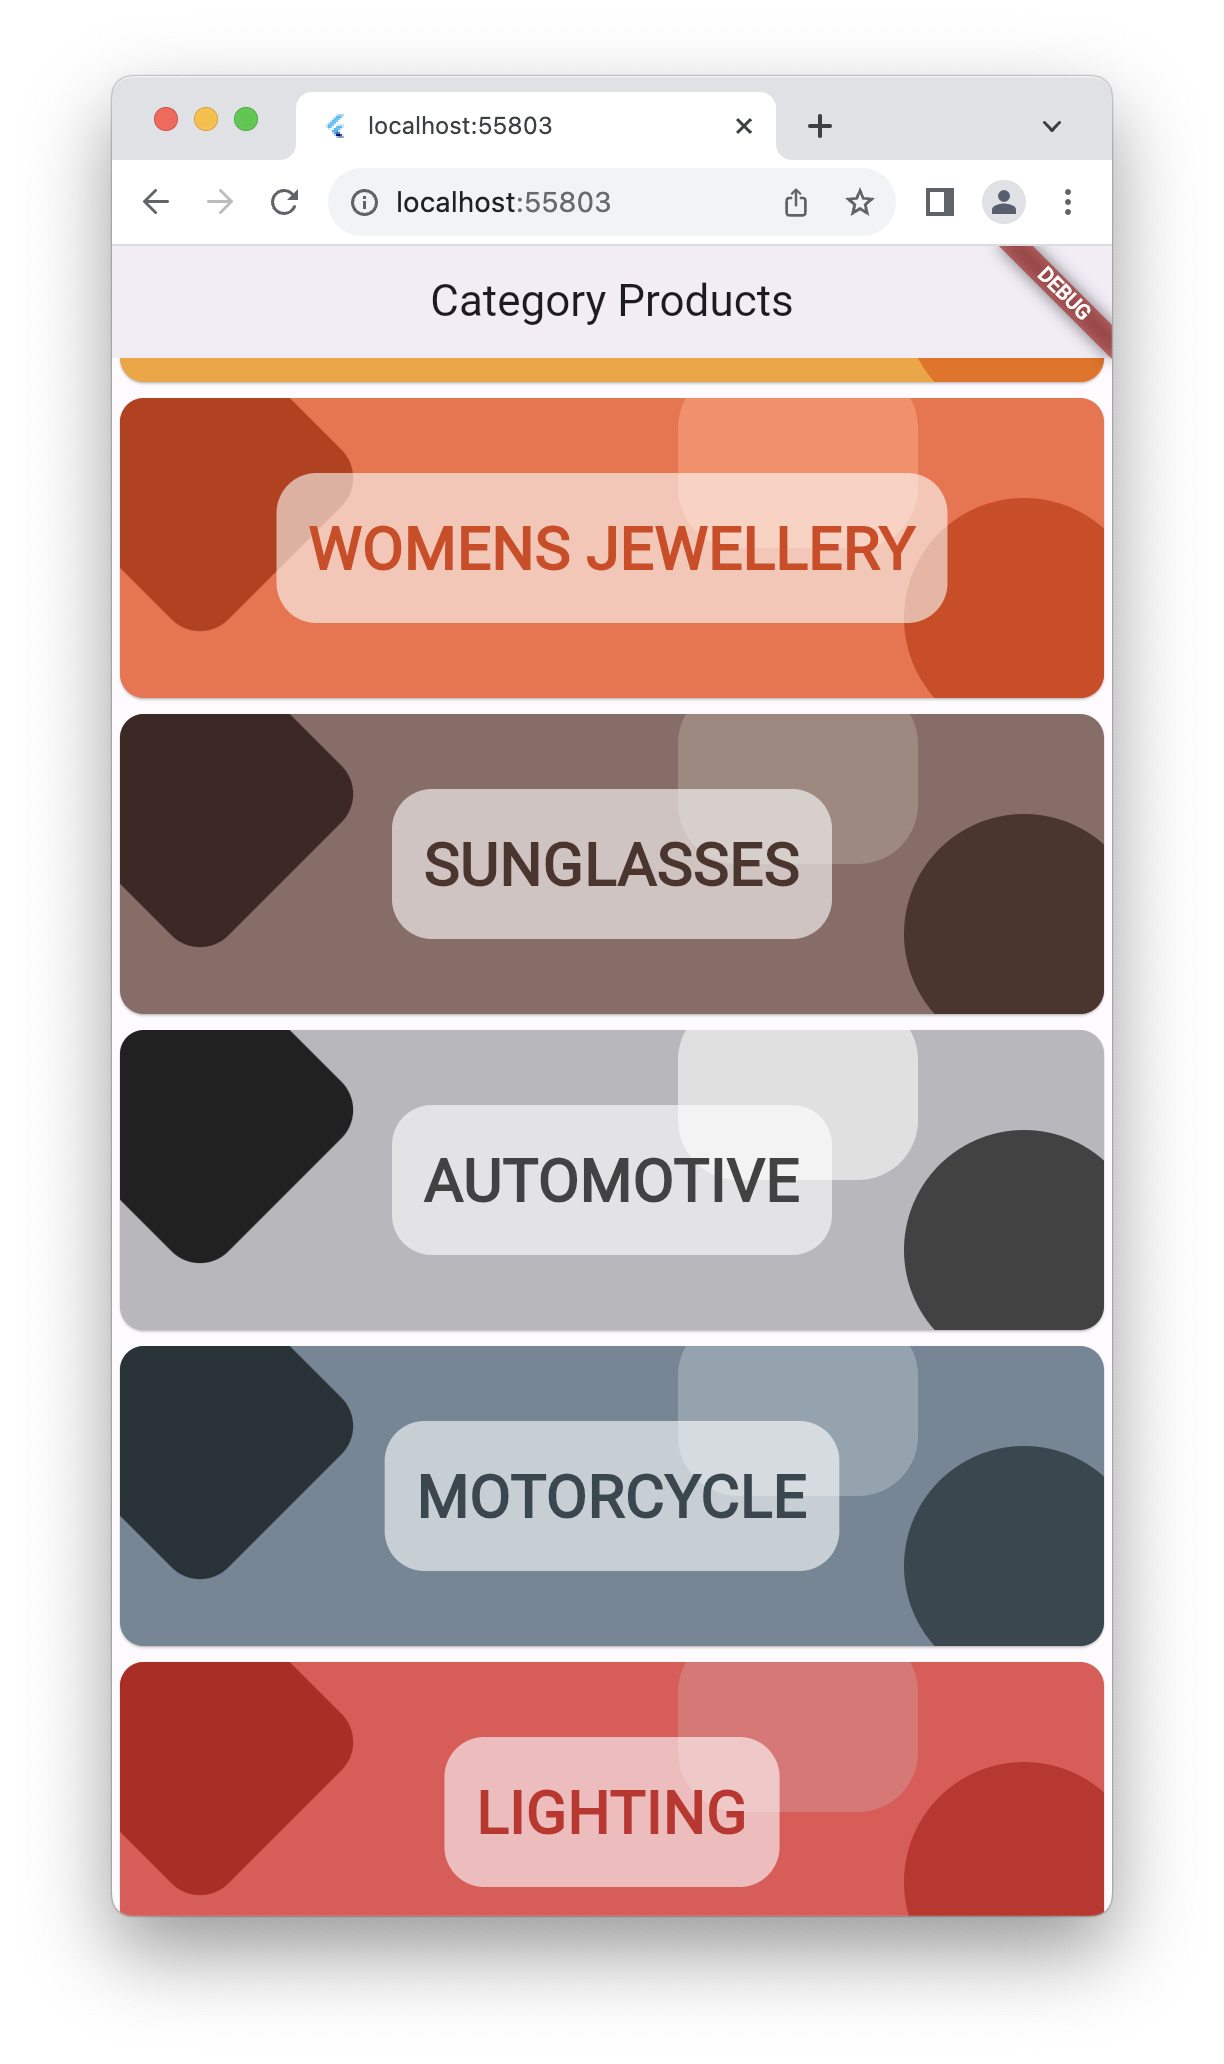 localhost:55803
localhost:55803
Category Products
DEBUG
WOMENS JEWELLERY
SUNGLASSES
AUTOMOTIVE
MOTORCYCLE
LIGHTING